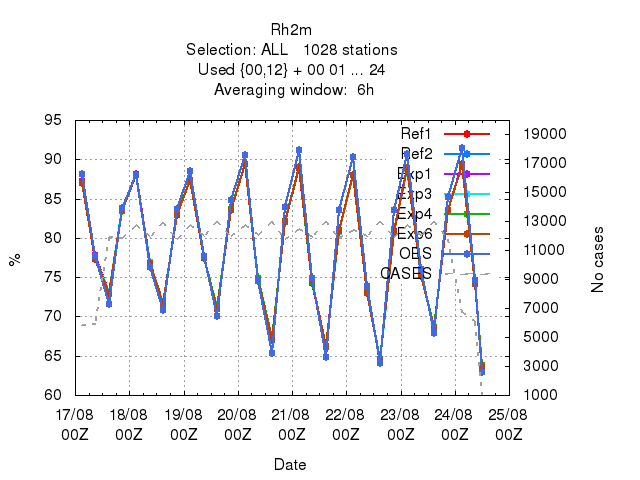 Rh2m
Selection: ALL 1028 stations
Used {00,12} + 00 01 ... 24
Averaging window: 6h
95
90
85
80
75
70
65
60
%
19000
17000
15000
13000
11000
9000
7000
5000
3000
1000
No cases
Ref1
Ref2
Exp1
Exp3
Exp4
Exp6
OBS
CASES
17/08 18/08 19/08 20/08 21/08 22/08 23/08 24/08 25/08
00Z 00Z 00Z 00Z 00Z 00Z 00Z 00Z 00Z
Date